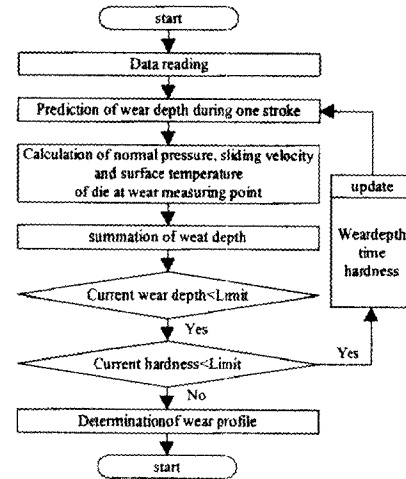 start
Data reading
Prediction of wear depth during one stroke
Calculation of normal pressure, sliding velocity
and surface temperature
of die at wear measuring point
update
Weardepth
time
hardness
summation of weat depth
Current wear depth<Limit
Yes
Current hardness<Limit
Yes
No
Determinationof wear profile
start